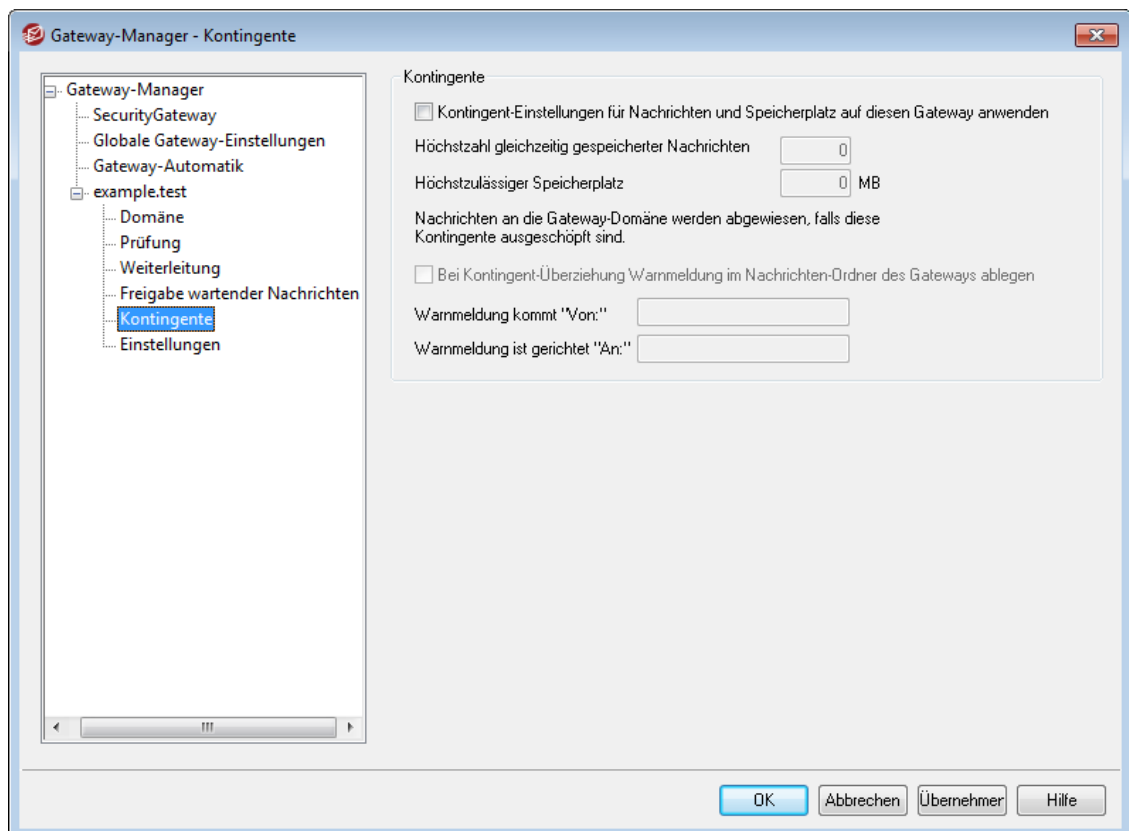 Gateway-Manager - Kontingente
Gateway-Manager
SecurityGateway
Globale Gateway-Einstellungen
Gateway-Automatik
example.test
Domäne
Prüfung
Weiterleitung
Freigabe wartender Nachrichten
Kontingente
Einstellungen
Kontingente
Kontingent-Einstellungen für Nachrichten und Speicherplatz auf diesen Gateway anwenden
Höchstzahl gleichzeitig gespeicherter Nachrichten 0
Höchstzulässiger Speicherplatz 0 MB
Nachrichten an die Gateway-Domäne werden abgewiesen, falls diese
Kontingente ausgeschöpft sind.
Bei Kontingent-Überziehung Warnmeldung im Nachrichten-Ordner des Gateways ablegen
Warnmeldung kommt "Von:"
Warnmeldung ist gerichtet "An:"
OK Abbrechen Übernehmer Hilfe